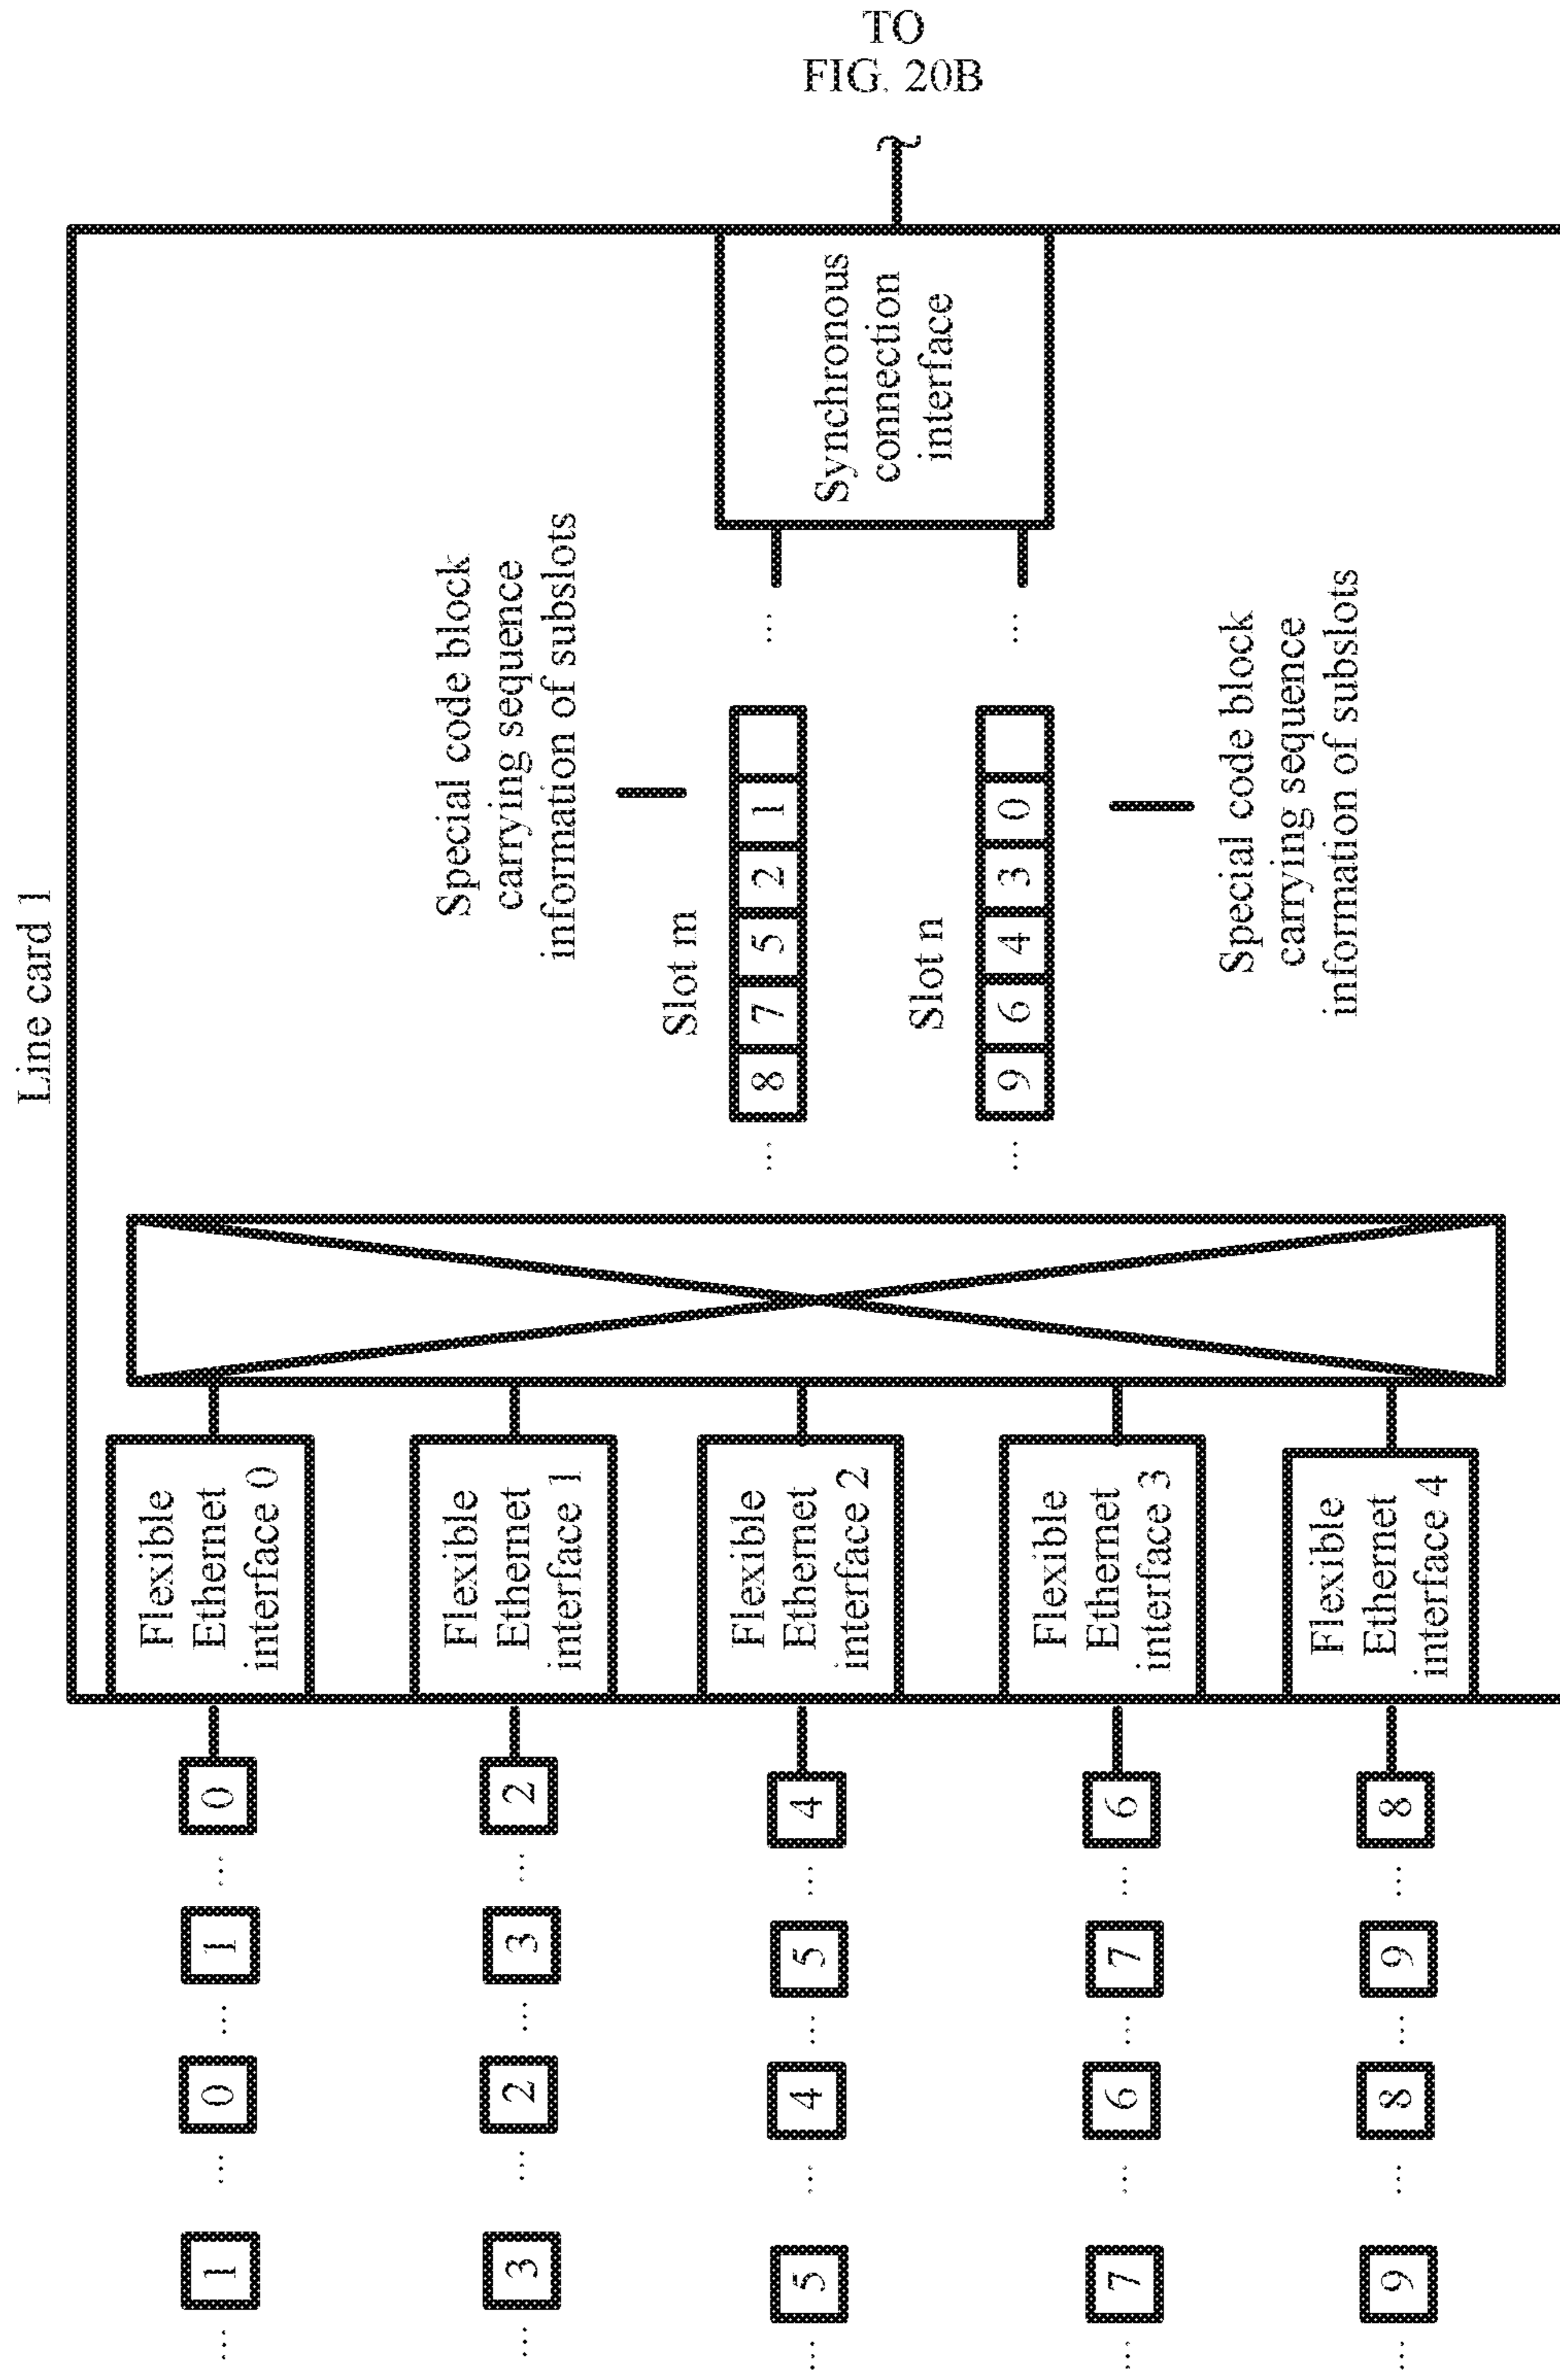 TO
FIG. 20B
Line card 1
Synchronous
connection
interface
Special code block
carrying sequence
information of subslots
Slot m
8 7 5 2 1
...
...
Slot n
9 6 4 3 0
...
...
Special code block
carrying sequence
information of subslots
Flexible
Ethernet
interface 0
Flexible
Ethernet
interface 1
Flexible
Ethernet
interface 2
Flexible
Ethernet
interface 3
Flexible
Ethernet
interface 4
... 1 ... 0 ... 1 ... 0
... 3 ... 2 ... 3 ... 2
... 5 ... 4 ... 5 ... 4
... 7 ... 6 ... 7 ... 6
... 9 ... 8 ... 9 ... 8